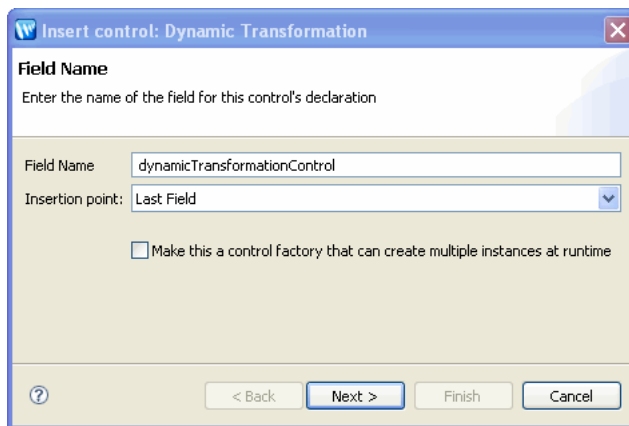 Insert control: Dynamic Transformation
Field Name
Enter the name of the field for this control's declaration
Field Name dynamicTransformationControl
Insertion point: Last Field
Make this a control factory that can create multiple instances at runtime
? < Back Next > Finish Cancel